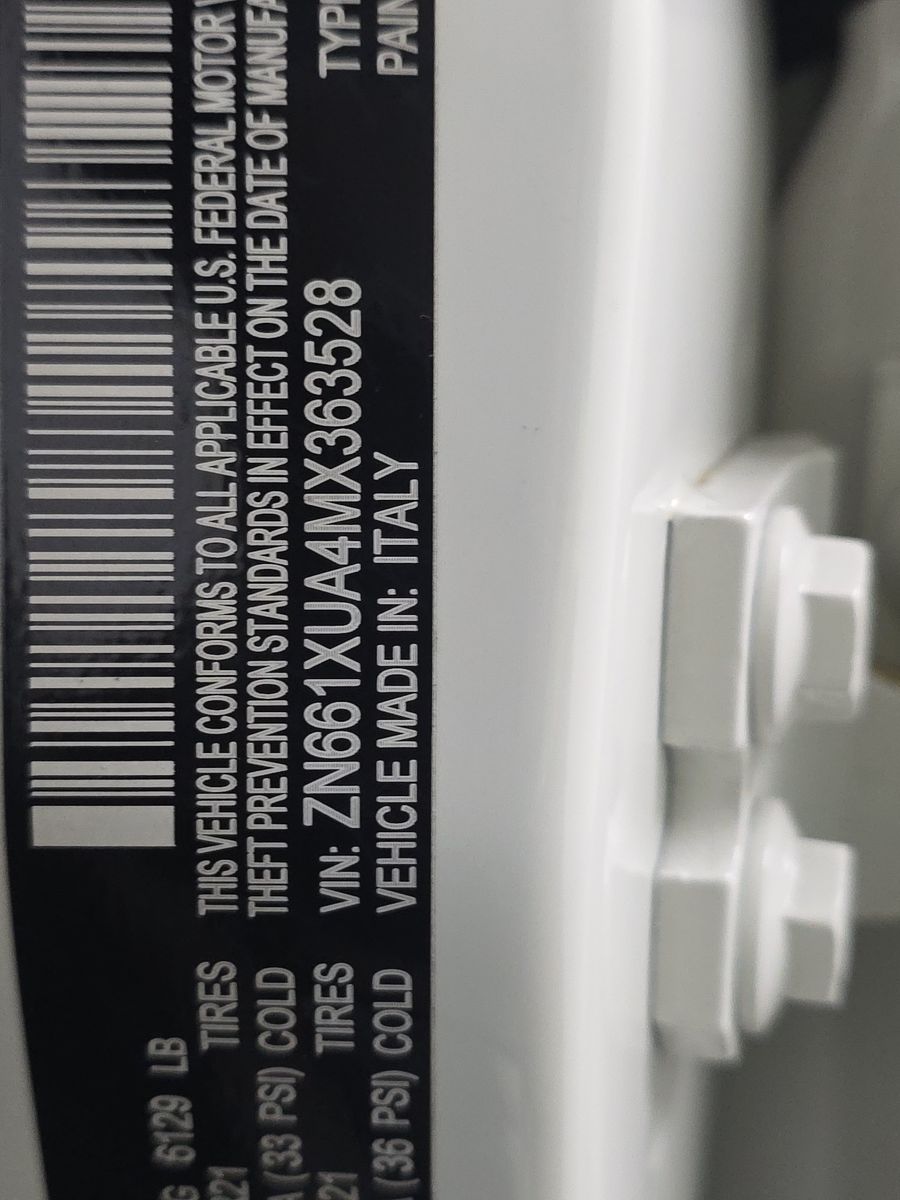 6129 LB
TIRES
( 33 PSI) COLD
TIRES
( 36 PSI) COLD
THIS VEHICLE CONFORMS TO ALL APPLICABLE U.S. FEDERAL MOTOR
THEFT PREVENTION STANDARDS IN EFFECT ON THE DATE OF MANUFA
VIN: ZN661XUA4MX363528 TYP
VEHICLE MADE IN: ITALY PAIN